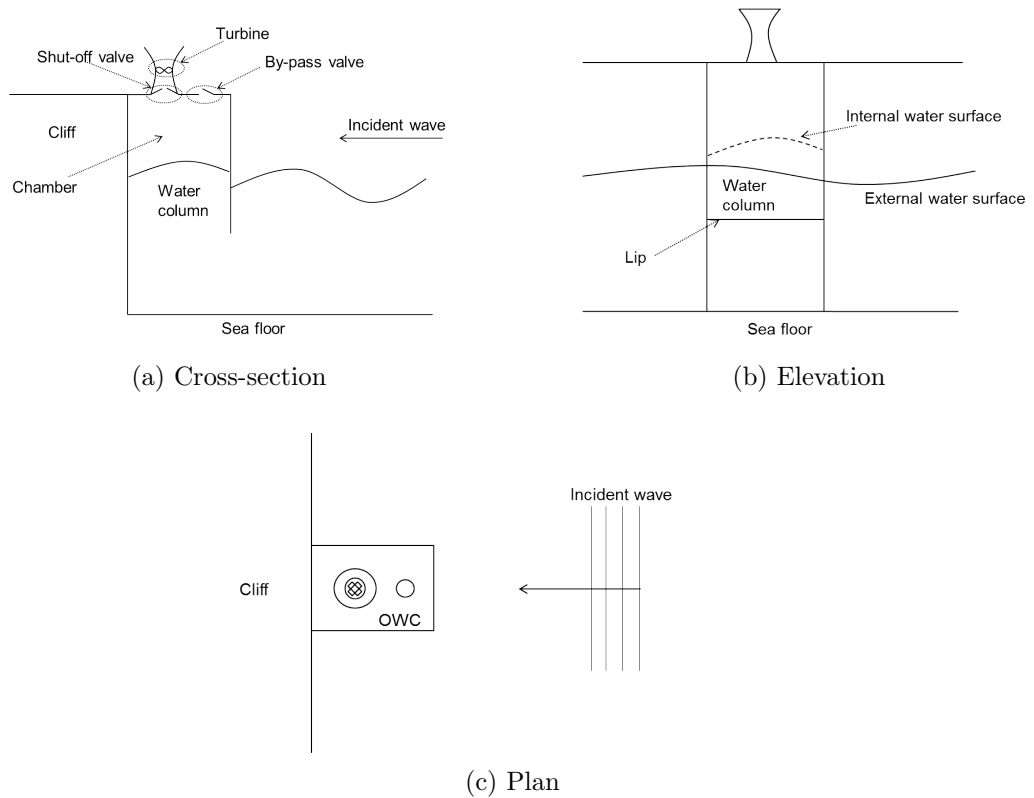 Turbine
Shut-off valve
By-pass valve
Cliff
Incident wave
Chamber
Water
column
Sea floor
(a) Cross-section
Internal water surface
Water
column
External water surface
Lip
Sea floor
(b) Elevation
Incident wave
Cliff
OWC
(c) Plan